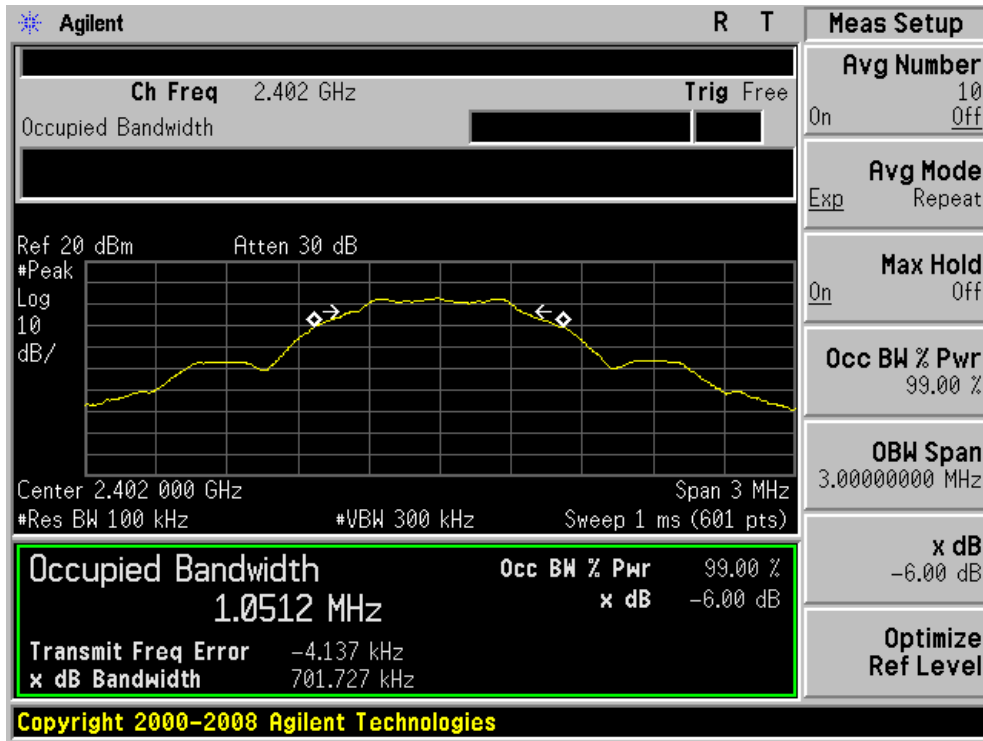 Agilent R T
Ch Freq 2.402 GHz Trig Free
Occupied Bandwidth
Ref 20 dBm Atten 30 dB
#Peak
Log
10
dB/
Center 2.402 000 GHz Span 3 MHz
#Res BW 100 kHz #VBW 300 kHz Sweep 1 ms (601 pts)
Occupied Bandwidth Occ BW % Pwr 99.00 %
1.0512 MHz x dB -6.00 dB
Transmit Freq Error -4.137 kHz
x dB Bandwidth 701.727 kHz
Copyright 2000-2008 Agilent Technologies
Meas Setup
Avg Number
10
On Off
Avg Mode
Exp Repeat
Max Hold
On Off
Occ BW % Pwr
99.00 %
OBW Span
3.00000000 MHz
x dB
-6.00 dB
Optimize
Ref Level